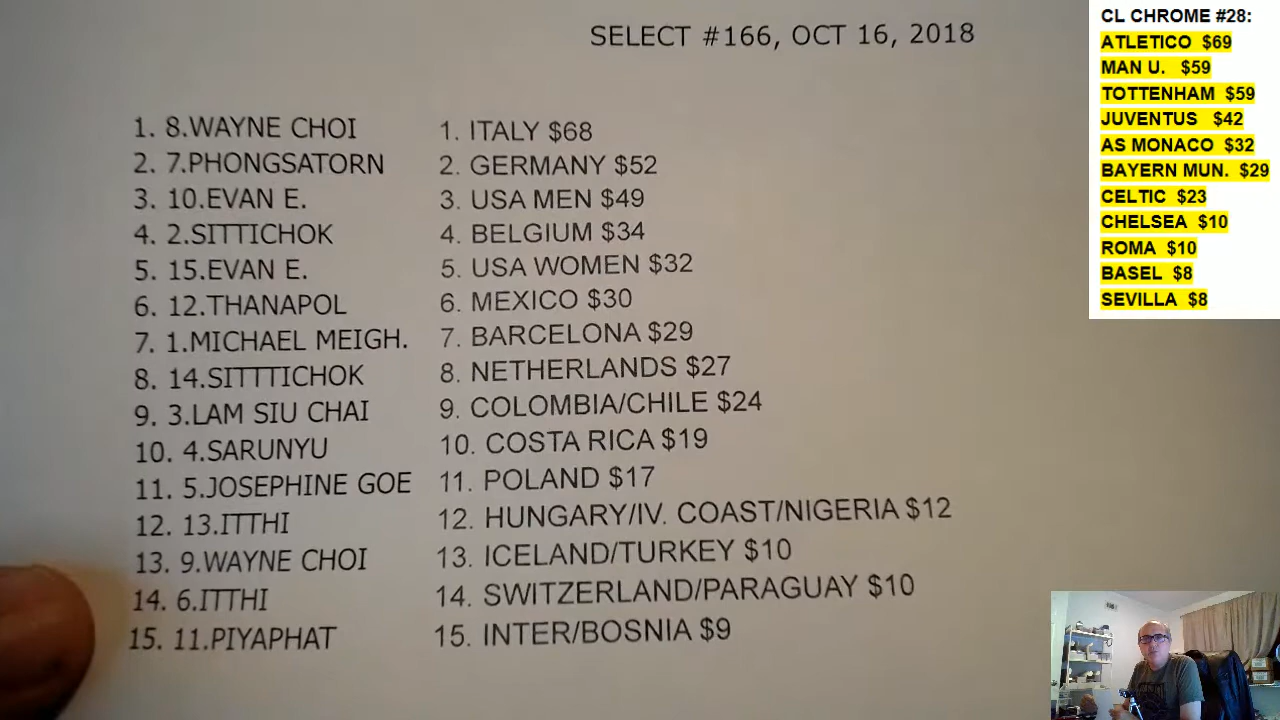 SELECT #166, OCT 16, 2018
1. 8.WAYNE CHOI 1. ITALY $68
2. 7.PHONGSATORN 2. GERMANY $52
3. 10.EVAN E. 3. USA MEN $49
4. 2.SITTICHOK 4. BELGIUM $34
5. 15.EVAN E. 5. USA WOMEN $32
6. 12.THANAPOL 6. MEXICO $30
7. 1.MICHAEL MEIGH. 7. BARCELONA $29
8. 14.SITTTICHOK 8. NETHERLANDS $27
9. 3.LAM SIU CHAI 9. COLOMBIA/CHILE $24
10. 4.SARUNYU 10. COSTA RICA $19
11. 5.JOSEPHINE GOE 11. POLAND $17
12. 13.ITTHI 12. HUNGARY/IV. COAST/NIGERIA $12
13. 9.WAYNE CHOI 13. ICELAND/TURKEY $10
14. 6.ITTHI 14. SWITZERLAND/PARAGUAY $10
15. 11.PIYAPHAT 15. INTER/BOSNIA $9
CL CHROME #28:
ATLETICO $69
MAN U. $59
TOTTENHAM $59
JUVENTUS $42
AS MONACO $32
BAYERN MUN. $29
CELTIC $23
CHELSEA $10
ROMA $10
BASEL $8
SEVILLA $8